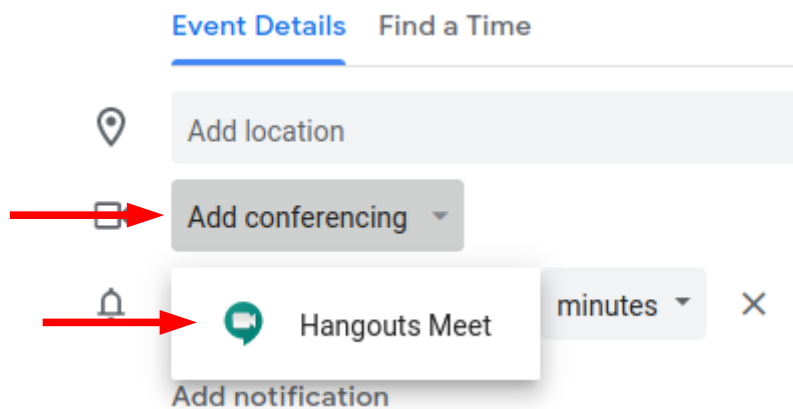 Event Details Find a Time
Add location
Add conferencing
Hangouts Meet minutes
Add notification